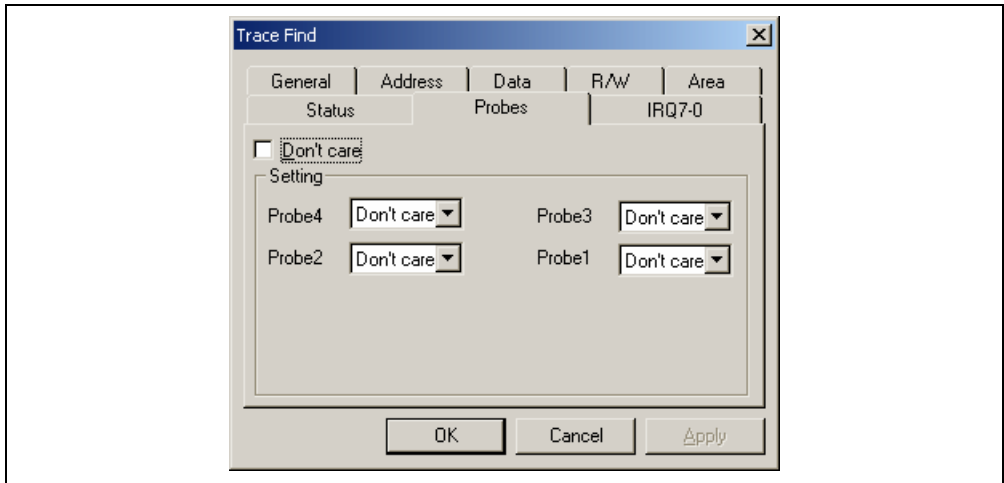 Trace Find
General Address Data R/W Area
Status Probes IRQ7-0
Don't care
Setting
Probe4 Don't care Probe3 Don't care
Probe2 Don't care Probe1 Don't care
OK Cancel Apply